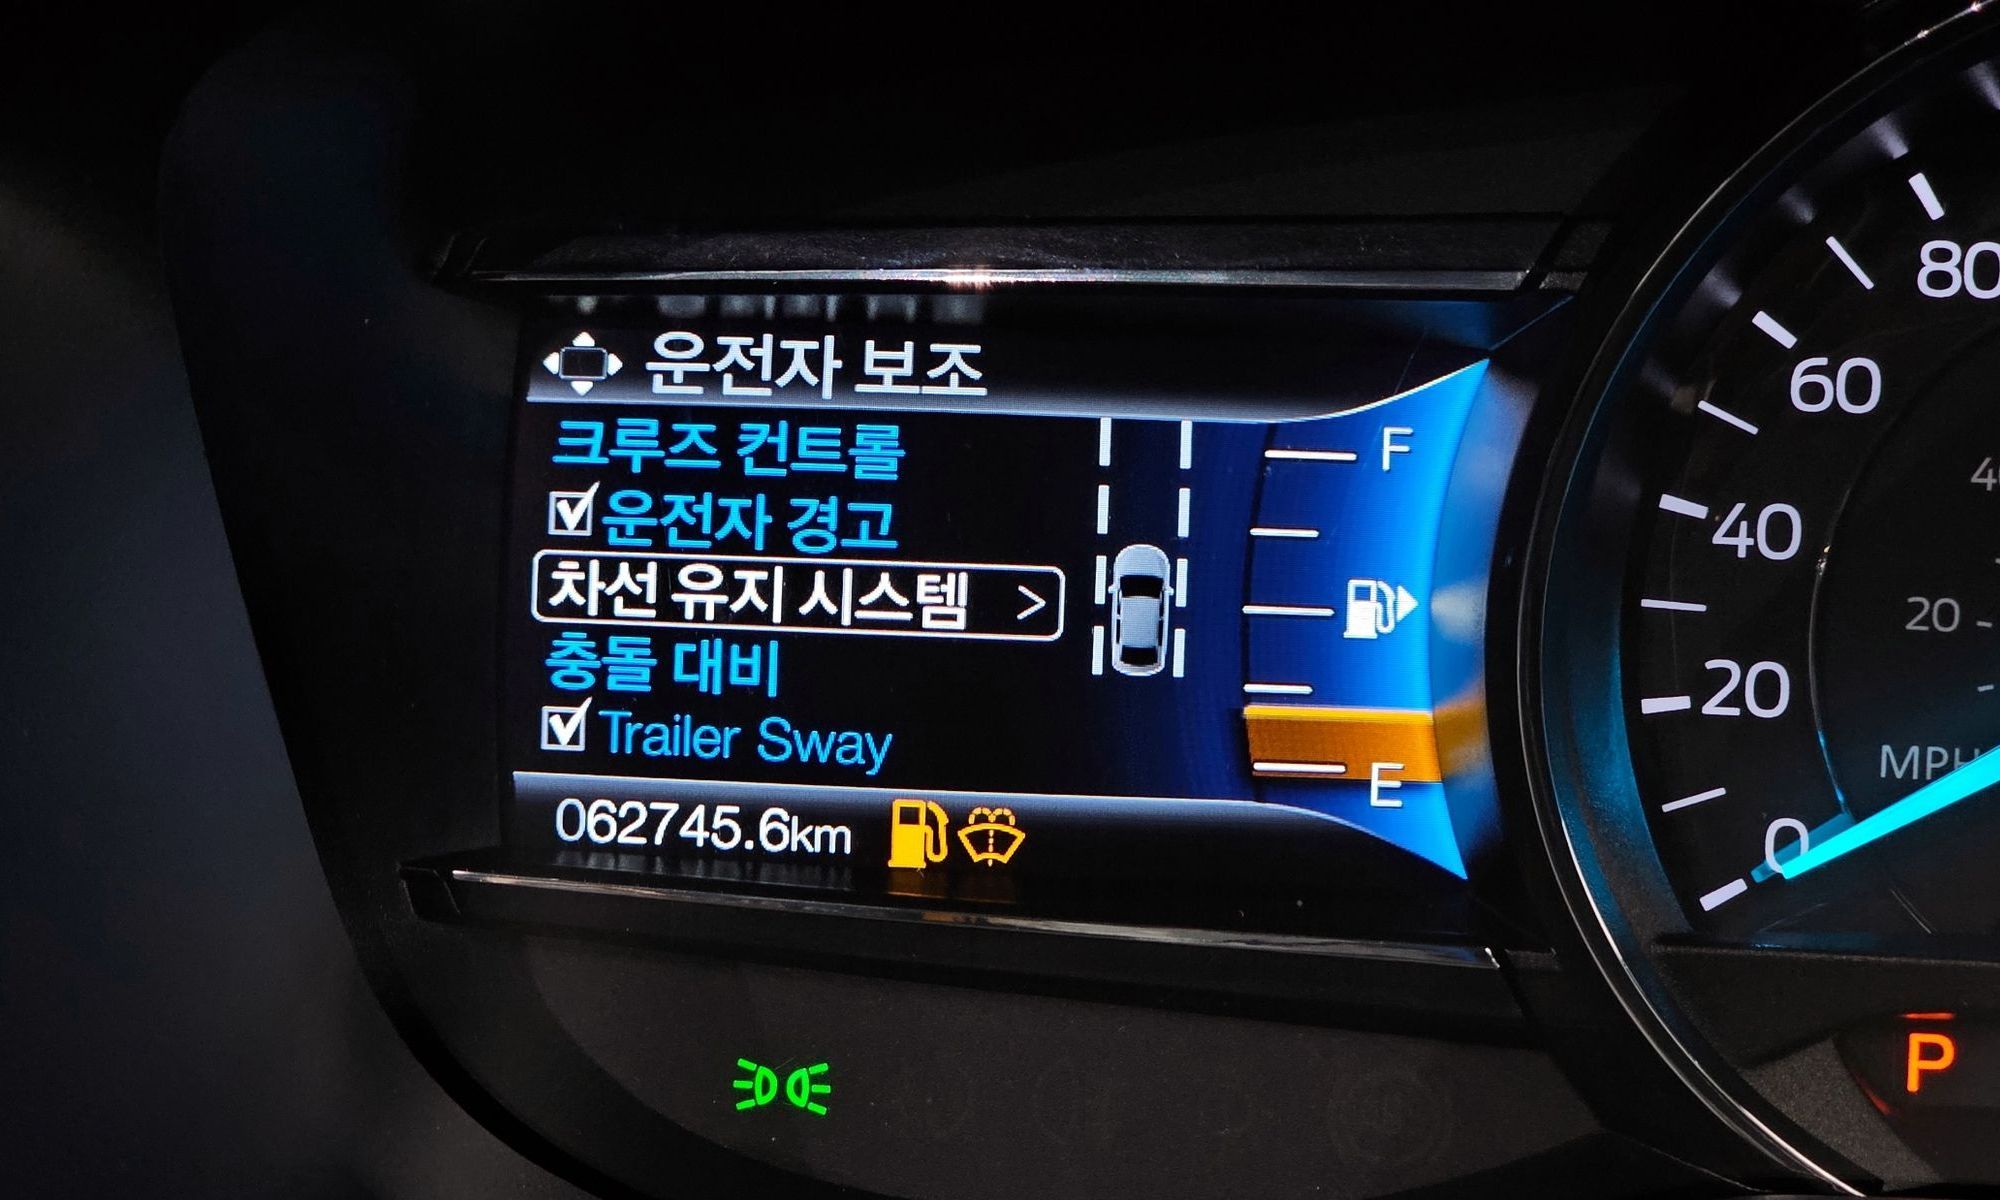 운전자 보조
크루즈 컨트롤
운전자 경고
차선 유지 시스템 >
충돌 대비
Trailer Sway
062745.6km
F
E
80
60
40
20
0
20
MPH
P